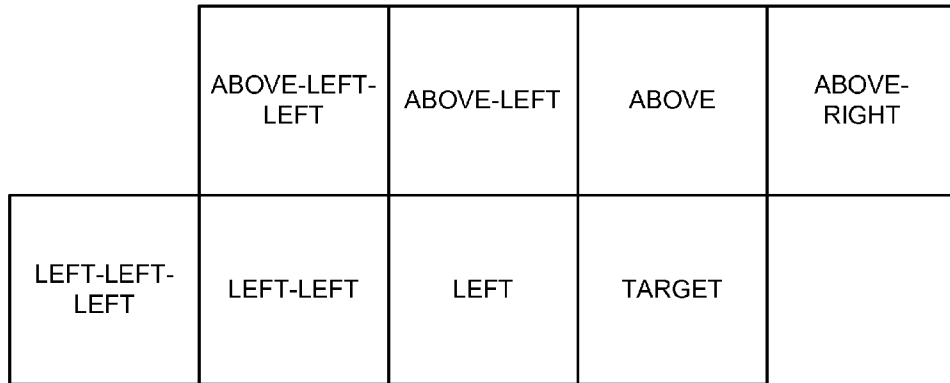 ABOVE-LEFT-
LEFT
ABOVE-LEFT
ABOVE
ABOVE-
RIGHT
LEFT-LEFT-
LEFT
LEFT-LEFT
LEFT
TARGET